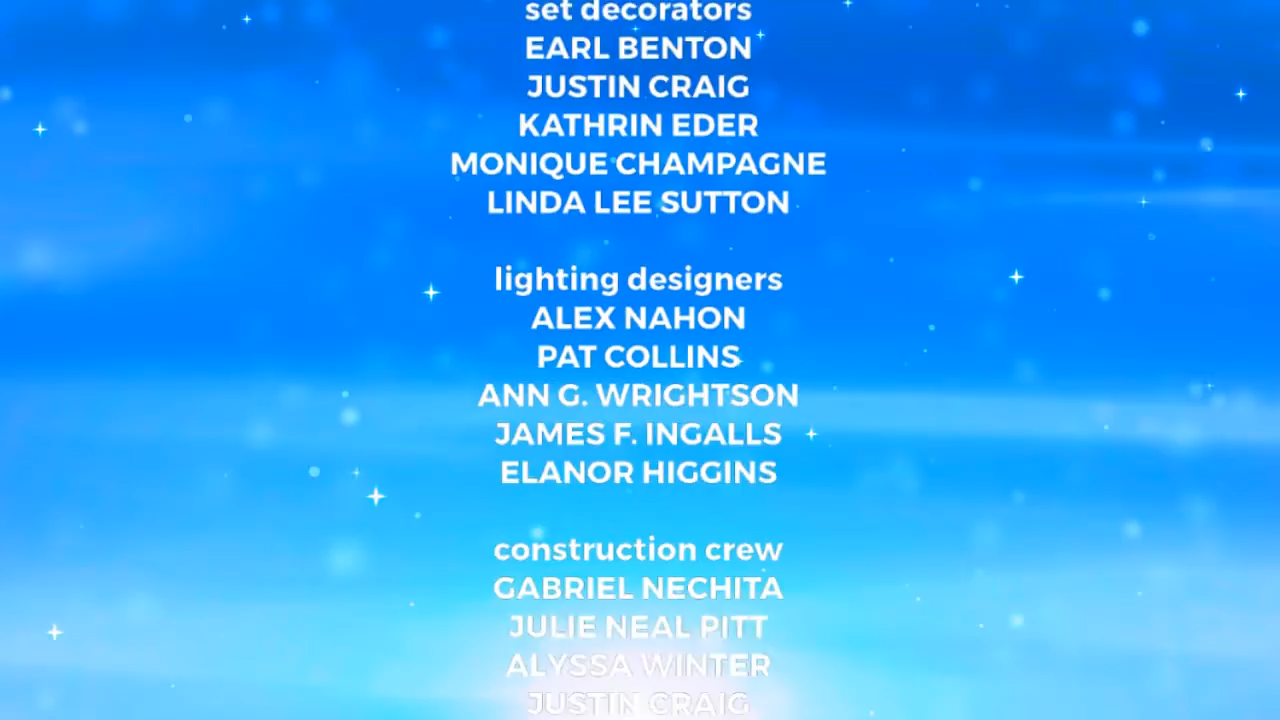 set decorators
EARL BENTON
JUSTIN CRAIG
KATHRIN EDER
MONIQUE CHAMPAGNE
LINDA LEE SUTTON
lighting designers
ALEX NAHON
PAT COLLINS
ANN G. WRIGHTSON
JAMES F. INGALLS
ELANOR HIGGINS
construction crew
GABRIEL NECHITA
JULIE NEAL PITT
ALYSSA WINTER
JUSTIN CRAIG